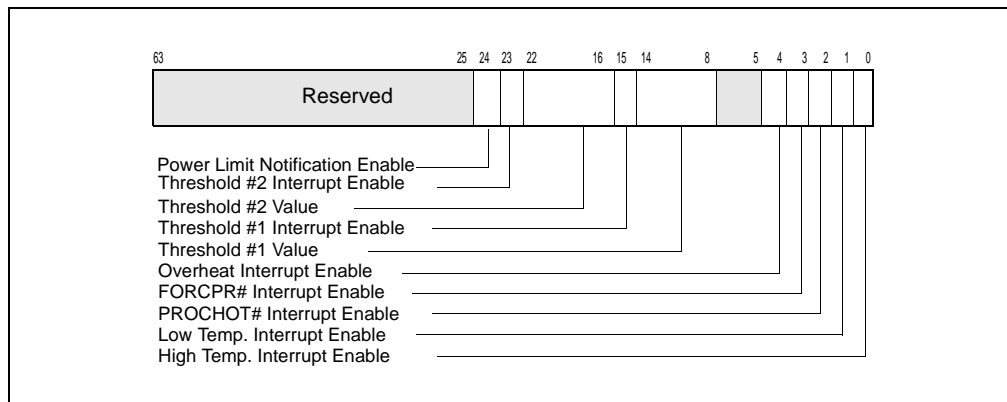 63 25 24 23 22 16 15 14 8 5 4 3 2 1 0
Reserved
Power Limit Notification Enable
Threshold #2 Interrupt Enable
Threshold #2 Value
Threshold #1 Interrupt Enable
Threshold #1 Value
Overheat Interrupt Enable
FORCPR# Interrupt Enable
PROCHOT# Interrupt Enable
Low Temp. Interrupt Enable
High Temp. Interrupt Enable